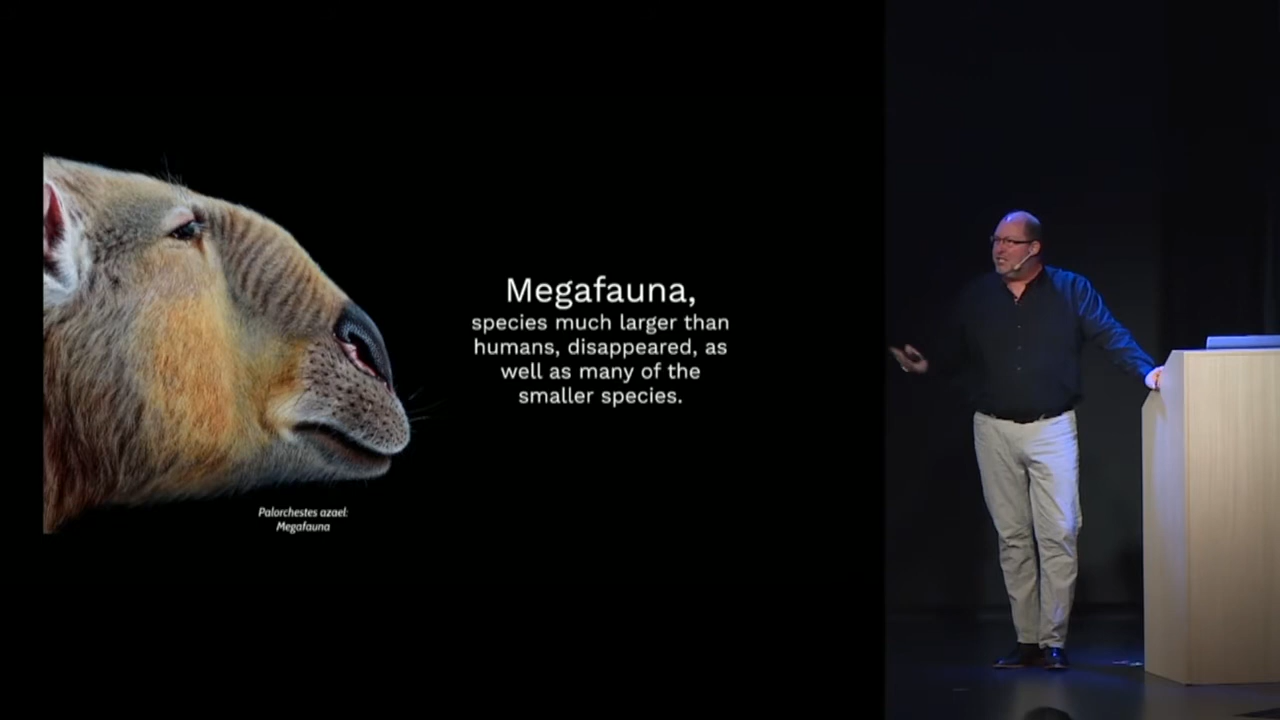 Megafauna,
species much larger than
humans, disappeared, as
well as many of the
smaller species.
Palorchestes azael:
Megafauna